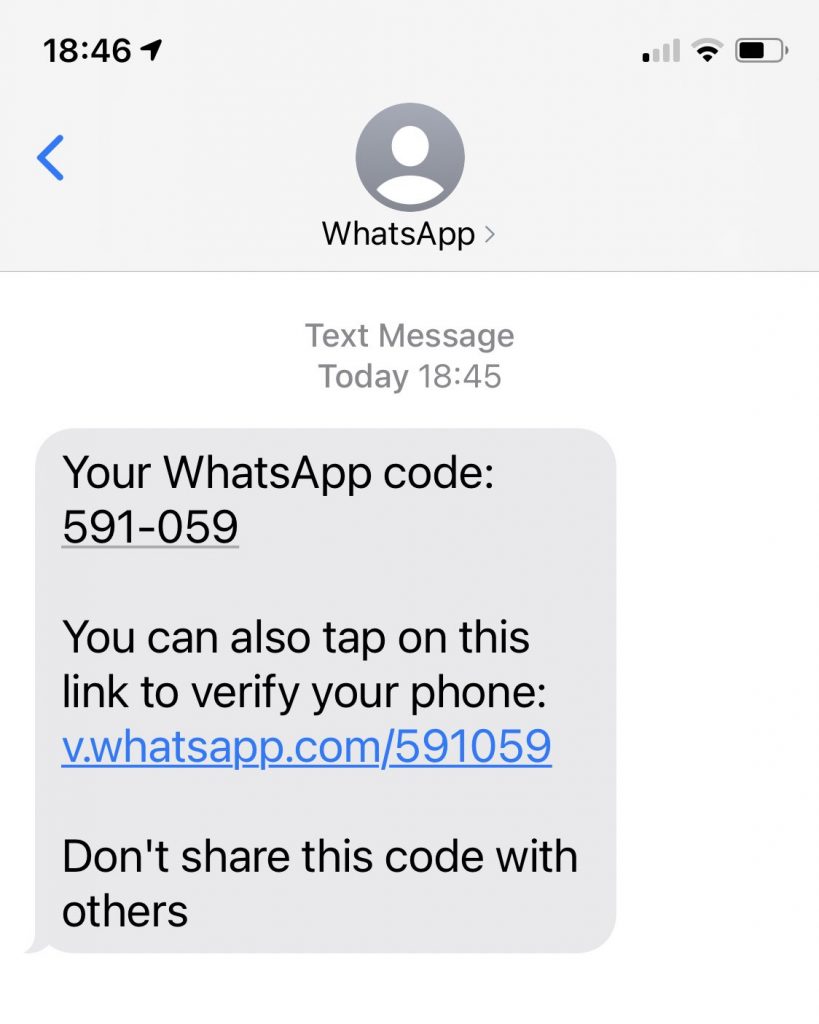 18:46
WhatsApp
Text Message
Today 18:45
Your WhatsApp code:
591-059
You can also tap on this
link to verify your phone:
v.whatsapp.com/591059
Don't share this code with
others